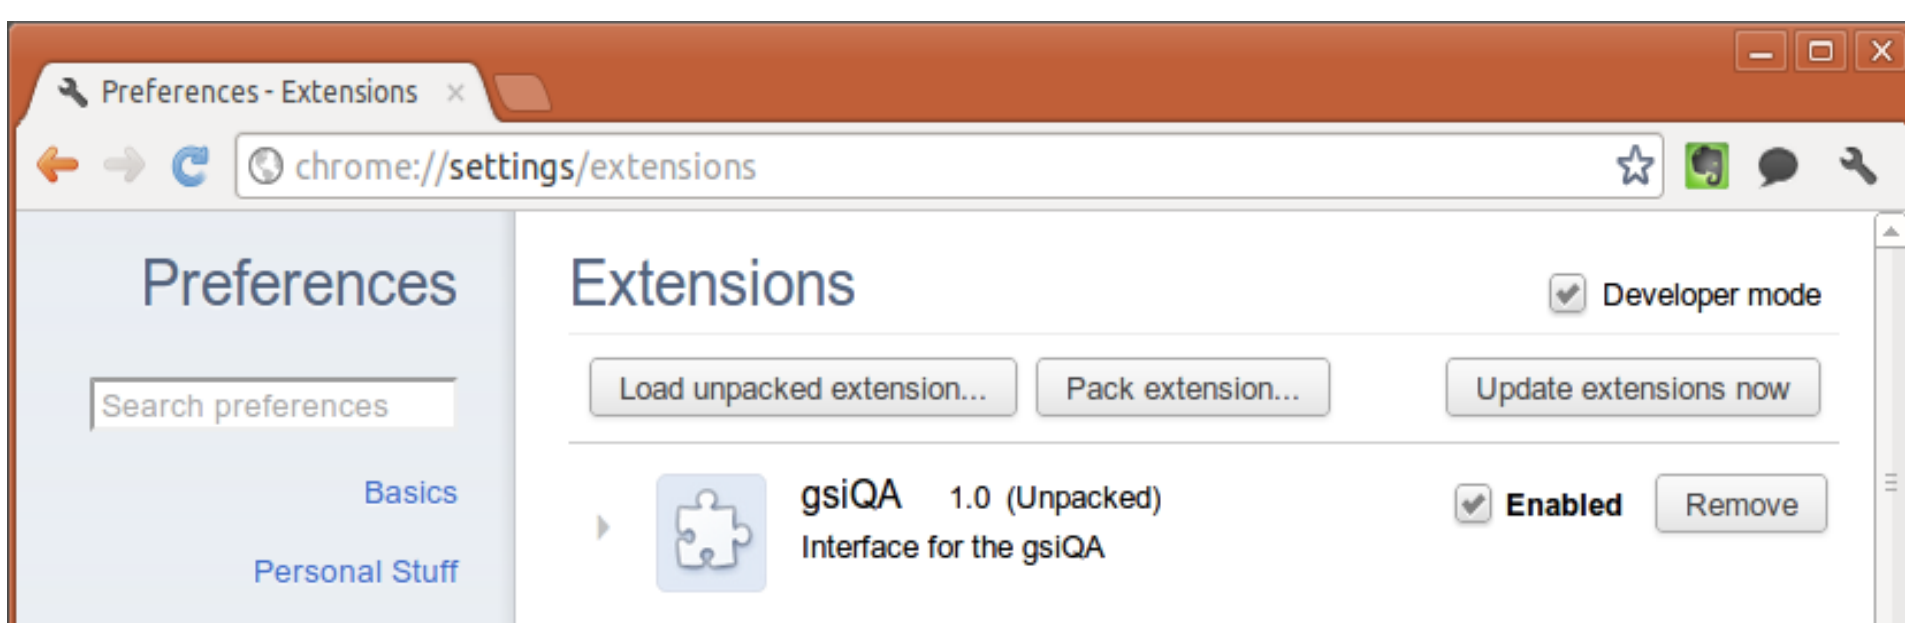 Preferences - Extensions
chrome://settings/extensions
Preferences
Search preferences
Basics
Personal Stuff
Extensions
Developer mode
Load unpacked extension... Pack extension... Update extensions now
gsiQA 1.0 (Unpacked)
Interface for the gsiQA
Enabled Remove